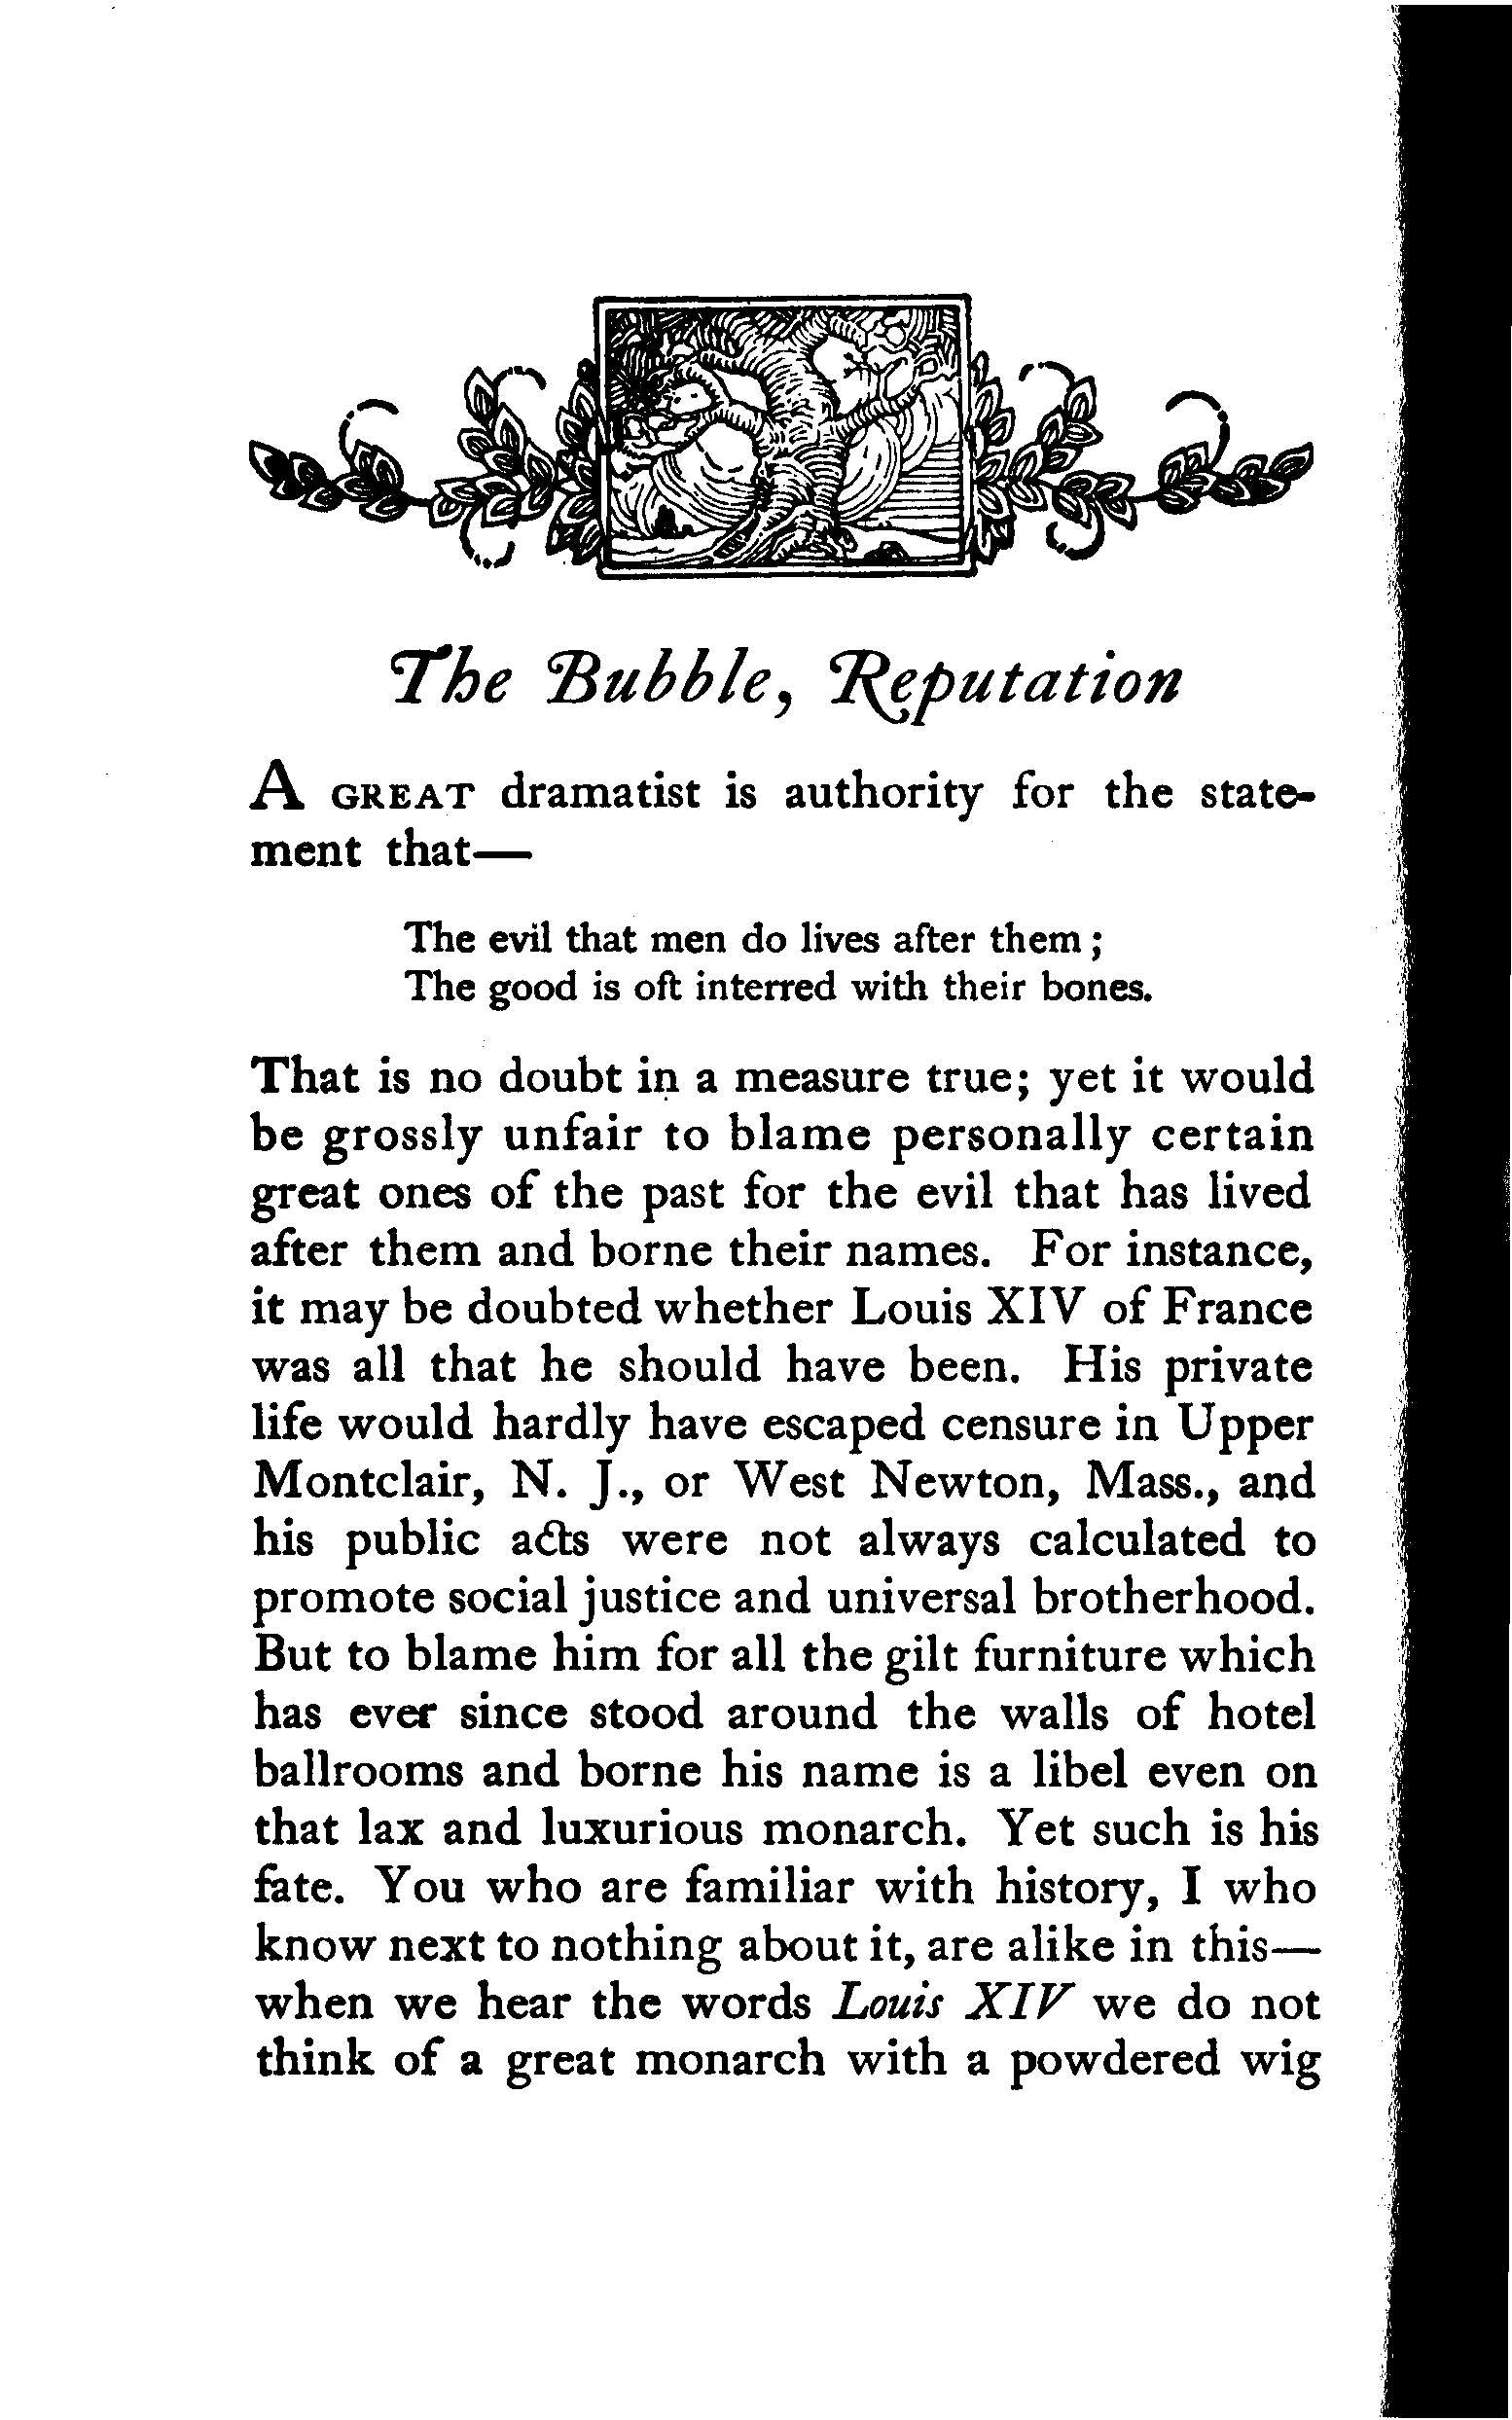 The Bubble, Reputation
A GREAT dramatist is authority for the state-
ment that—
The evil that men do lives after them;
The good is oft interred with their bones.
That is no doubt in a measure true; yet it would
be grossly unfair to blame personally certain
great ones of the past for the evil that has lived
after them and borne their names. For instance,
it may be doubted whether Louis XIV of France
was all that he should have been. His private
life would hardly have escaped censure in Upper
Montclair, N. J., or West Newton, Mass., and
his public acts were not always calculated to
promote social justice and universal brotherhood.
But to blame him for all the gilt furniture which
has ever since stood around the walls of hotel
ballrooms and borne his name is a libel even on
that lax and luxurious monarch. Yet such is his
fate. You who are familiar with history, I who
know next to nothing about it, are alike in this—
when we hear the words Louis XIV we do not
think of a great monarch with a powdered wig